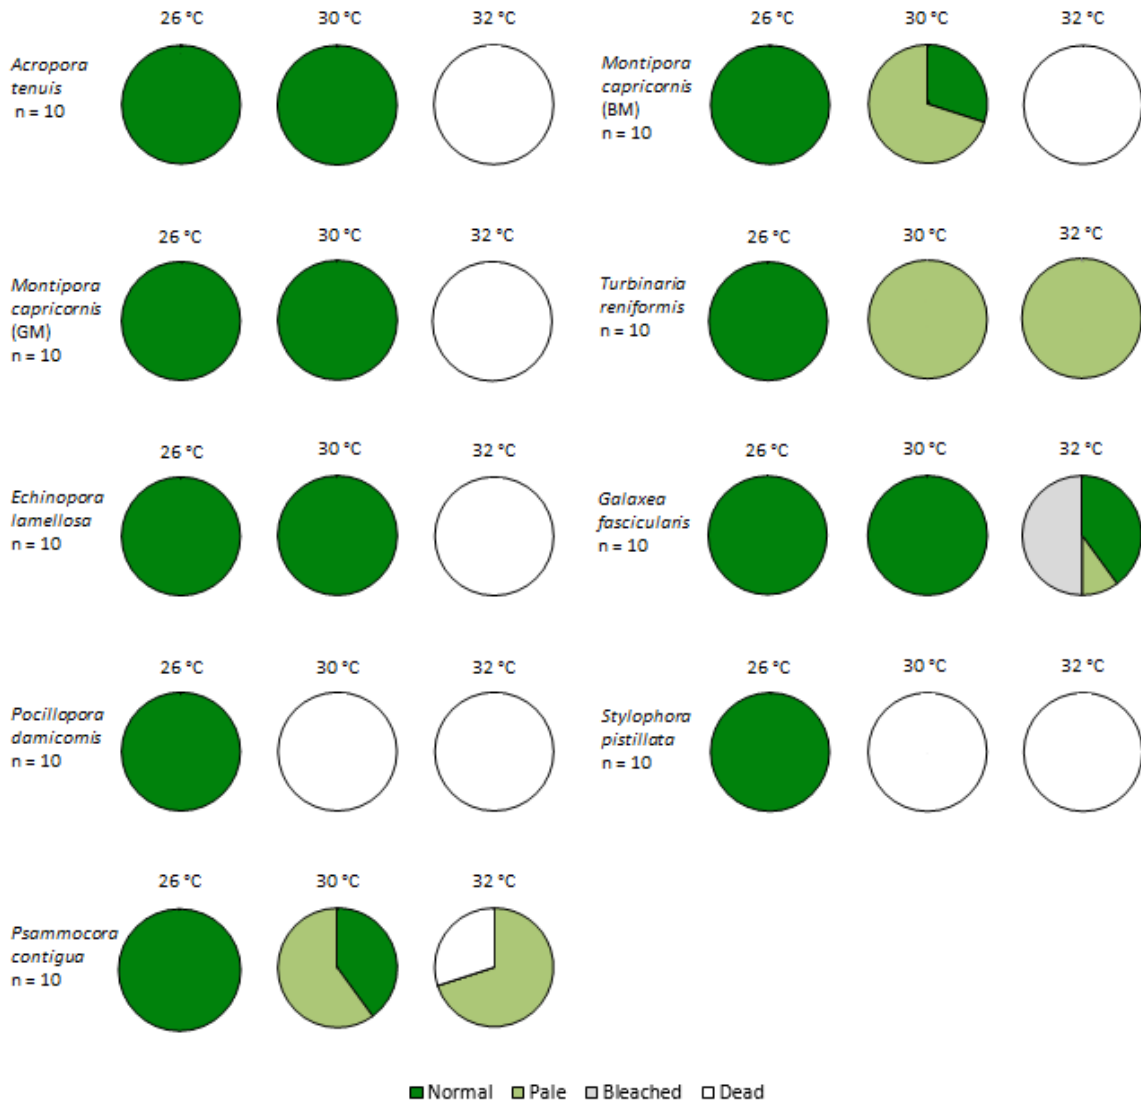 26 °C 30 °C 32 °C
Acropora
tenuis
n = 10
26 °C 30 °C 32 °C
Montipora
capricornis
(BM)
n = 10
26 °C 30 °C 32 °C
Montipora
capricornis
(GM)
n = 10
26 °C 30 °C 32 °C
Turbinaria
reniformis
n = 10
26 °C 30 °C 32 °C
Echinopora
lamellosa
n = 10
26 °C 30 °C 32 °C
Galaxea
fascicularis
n = 10
26 °C 30 °C 32 °C
Pocillopora
damicornis
n = 10
26 °C 30 °C 32 °C
Stylophora
pistillata
n = 10
26 °C 30 °C 32 °C
Psammocora
contigua
n = 10
Normal Pale Bleached Dead